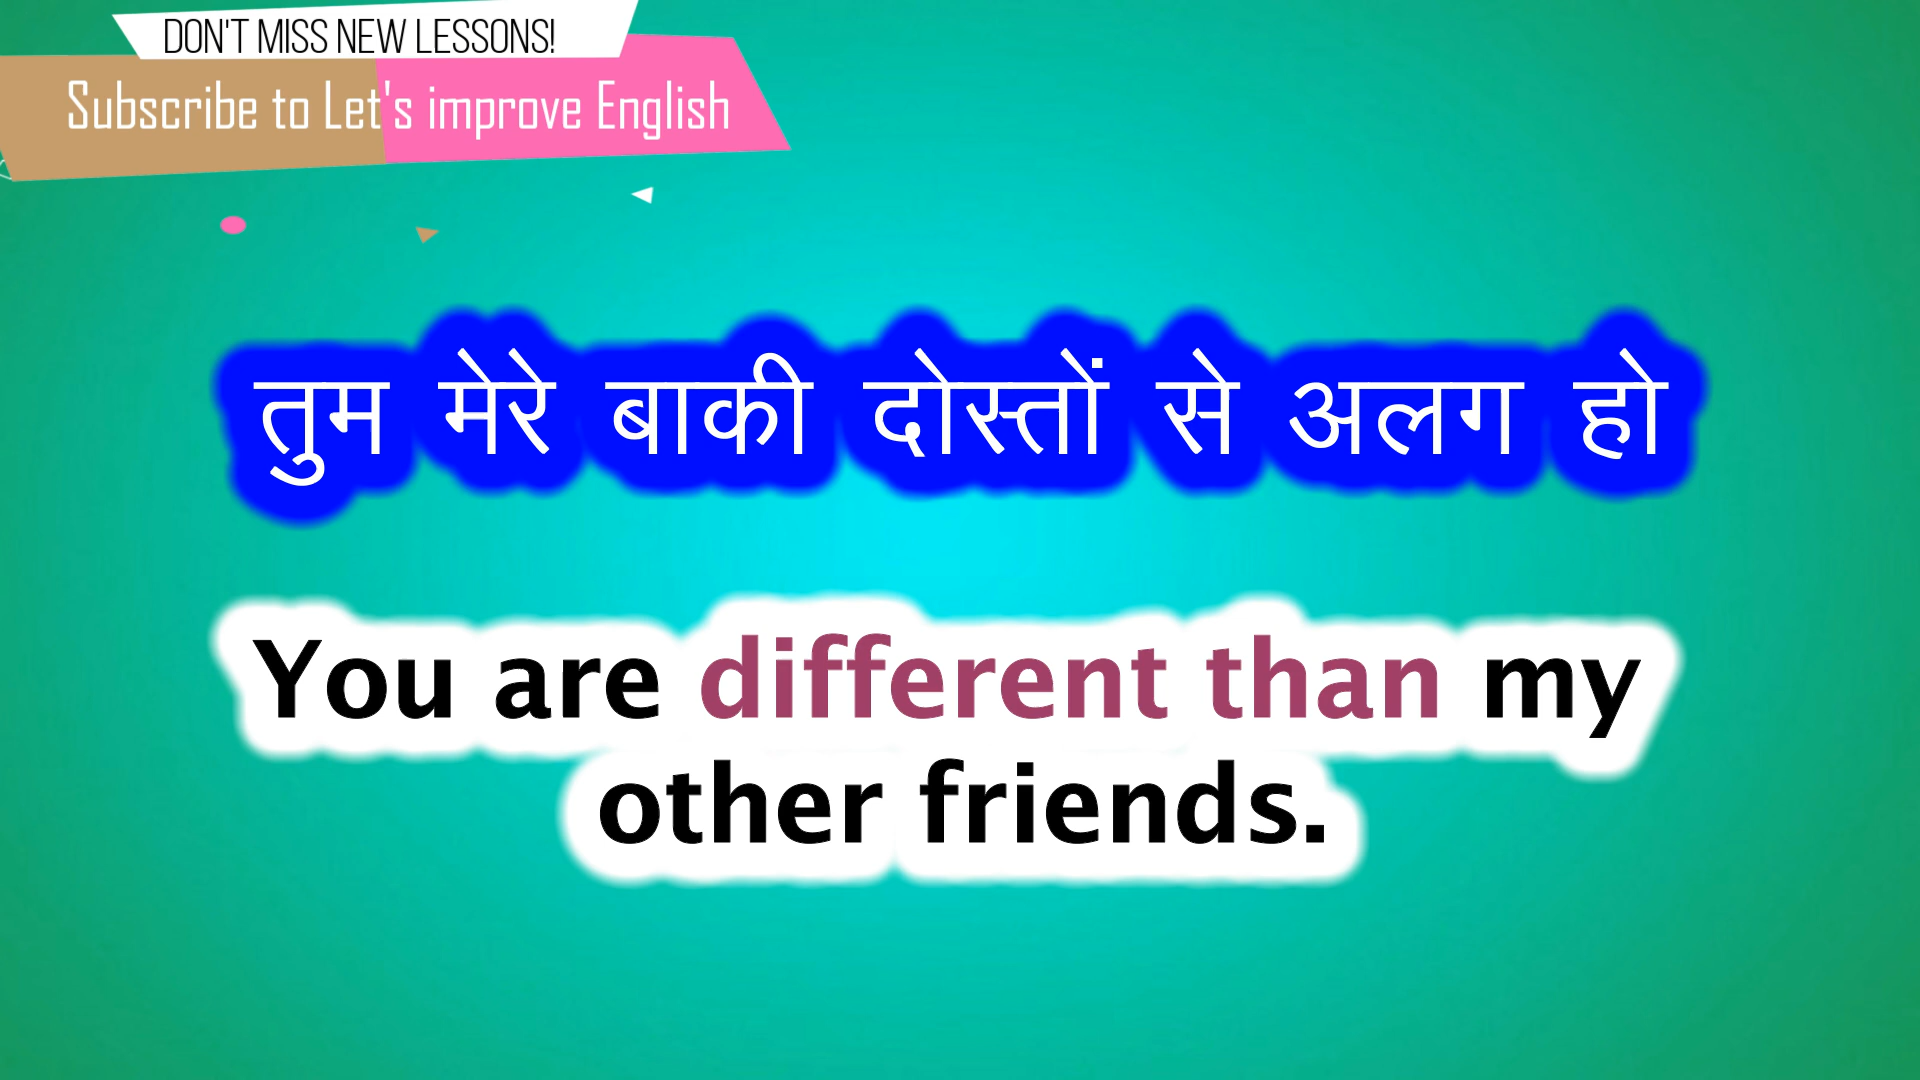 DON'T MISS NEW LESSONS!
Subscribe to Let's improve English
तुम मेरे बाकी दोस्तों से अलग हो
You are different than my
other friends.